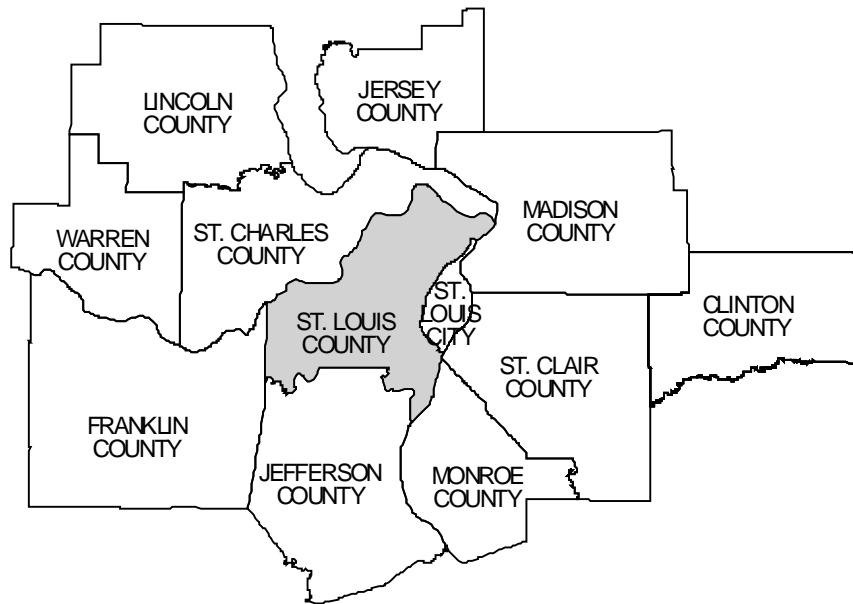 LINCOLN
COUNTY
JERSEY
COUNTY
WARREN
COUNTY
ST. CHARLES
COUNTY
MADISON
COUNTY
ST. LOUIS
COUNTY
ST.
LOUIS
CITY
CLINTON
COUNTY
ST. CLAIR
COUNTY
FRANKLIN
COUNTY
JEFFERSON
COUNTY
MONROE
COUNTY